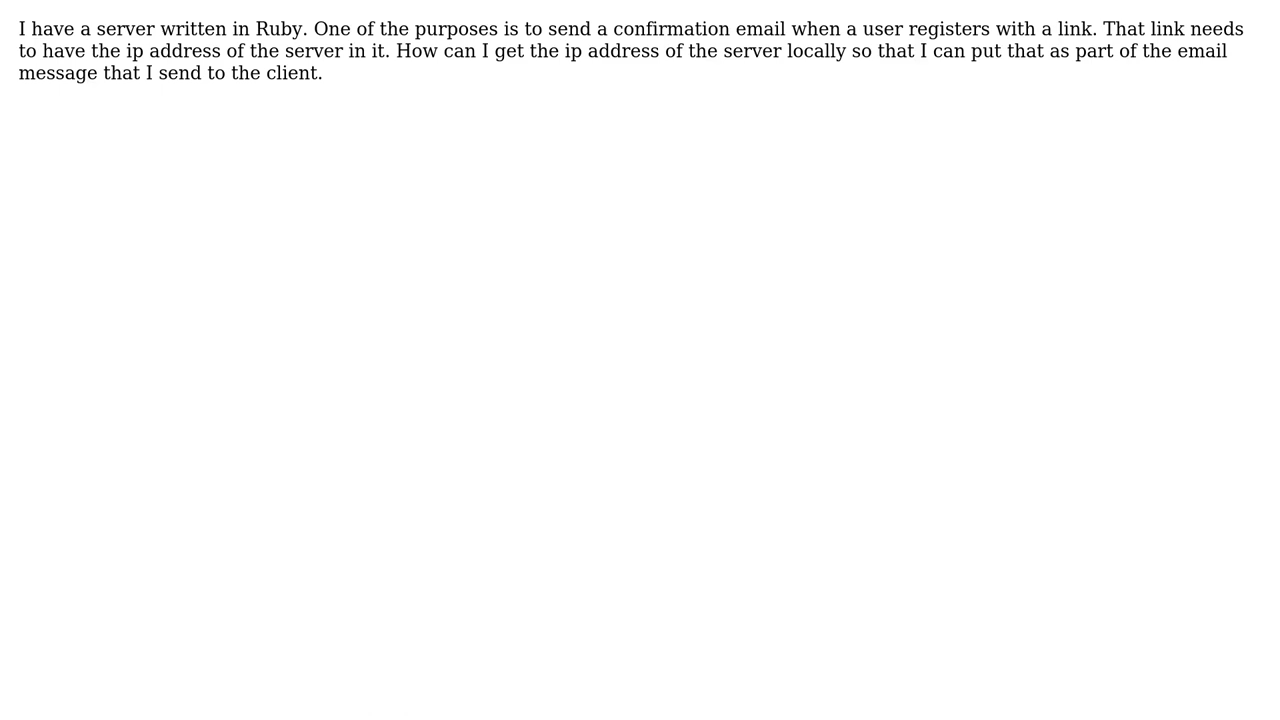 I have a server written in Ruby. One of the purposes is to send a confirmation email when a user registers with a link. That link needs
to have the ip address of the server in it. How can I get the ip address of the server locally so that I can put that as part of the email
message that I send to the client.